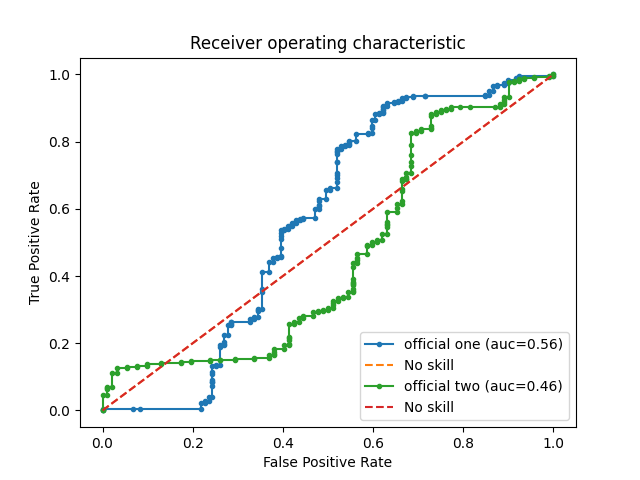 Receiver operating characteristic
True Positive Rate
1.0
0.8
0.6
0.4
0.2
0.0
official one (auc=0.56)
No skill
official two (auc=0.46)
No skill
0.0 0.2 0.4 0.6 0.8 1.0
False Positive Rate